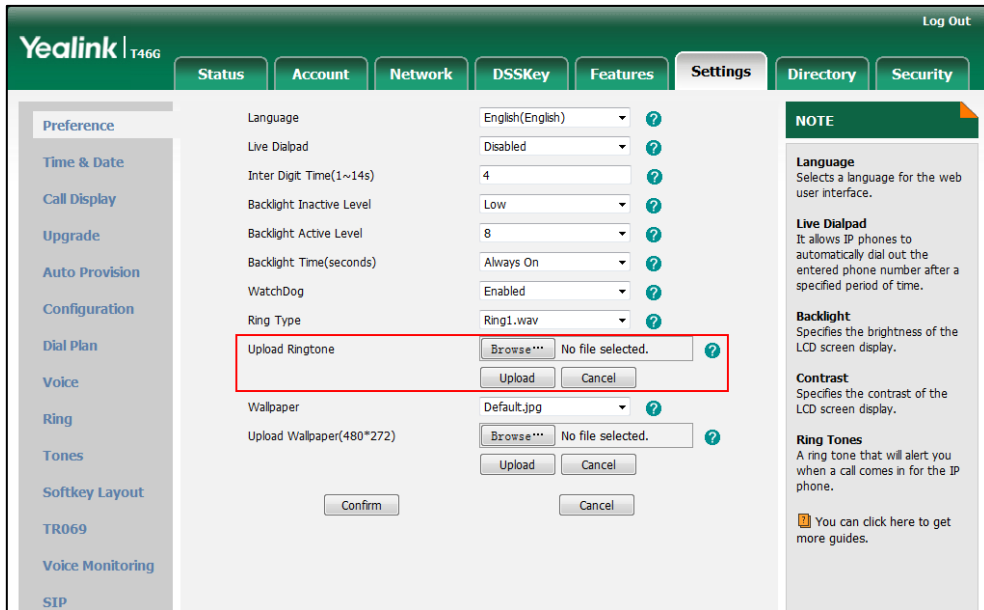 Log Out
Yealink | T46G
Status Account Network DSSKey Features Settings Directory Security
Preference
Time & Date
Call Display
Upgrade
Auto Provision
Configuration
Dial Plan
Voice
Ring
Tones
Softkey Layout
TR069
Voice Monitoring
SIP
Language English(English) ?
Live Dialpad Disabled ?
Inter Digit Time(1~14s) 4 ?
Backlight Inactive Level Low ?
Backlight Active Level 8 ?
Backlight Time(seconds) Always On ?
WatchDog Enabled ?
Ring Type Ring1.wav ?
Upload Ringtone Browse... No file selected. ?
Upload Cancel
Wallpaper Default.jpg ?
Upload Wallpaper(480*272) Browse... No file selected. ?
Upload Cancel
Confirm Cancel
NOTE
Language
Selects a language for the web
user interface.
Live Dialpad
It allows IP phones to
automatically dial out the
entered phone number after a
specified period of time.
Backlight
Specifies the brightness of the
LCD screen display.
Contrast
Specifies the contrast of the
LCD screen display.
Ring Tones
A ring tone that will alert you
when a call comes in for the IP
phone.
? You can click here to get
more guides.